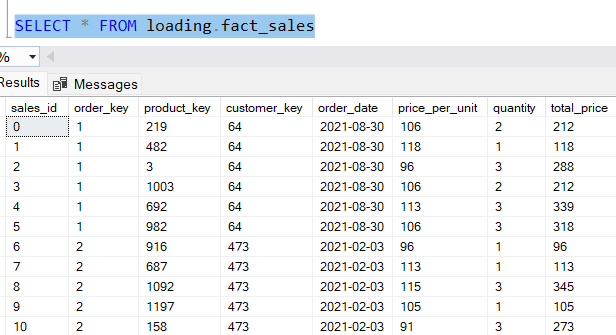 SELECT * FROM loading.fact_sales
%
Results Messages
sales_id order_key product_key customer_key order_date price_per_unit quantity total_price
0 1 219 64 2021-08-30 106 2 212
1 1 482 64 2021-08-30 118 1 118
2 1 3 64 2021-08-30 96 3 288
3 1 1003 64 2021-08-30 106 2 212
4 1 692 64 2021-08-30 113 3 339
5 1 982 64 2021-08-30 106 3 318
6 2 916 473 2021-02-03 96 1 96
7 2 687 473 2021-02-03 113 1 113
8 2 1092 473 2021-02-03 115 3 345
9 2 1197 473 2021-02-03 105 1 105
10 2 158 473 2021-02-03 91 3 273